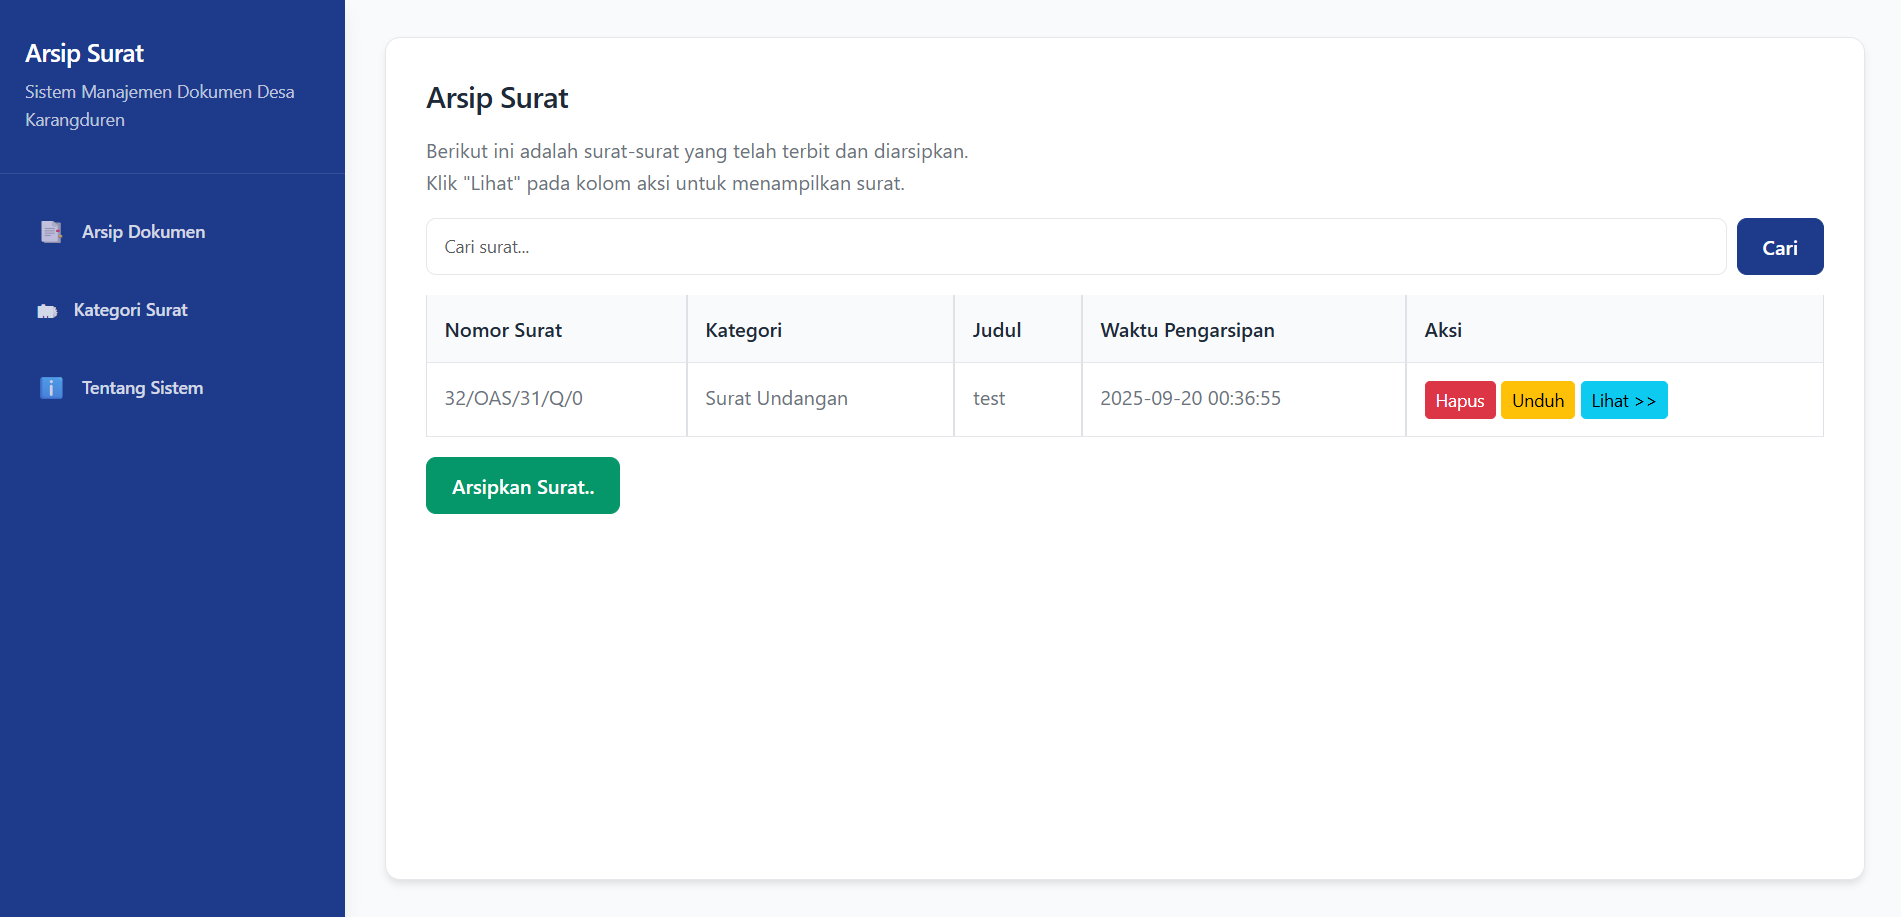 Arsip Surat
Sistem Manajemen Dokumen Desa
Karangduren
Arsip Dokumen
Kategori Surat
Tentang Sistem
Arsip Surat
Berikut ini adalah surat-surat yang telah terbit dan diarsipkan.
Klik "Lihat" pada kolom aksi untuk menampilkan surat.
Cari surat...
Cari
Nomor Surat Kategori Judul Waktu Pengarsipan Aksi
32/OAS/31/Q/0 Surat Undangan test 2025-09-20 00:36:55 Hapus Unduh Lihat >>
Arsipkan Surat..